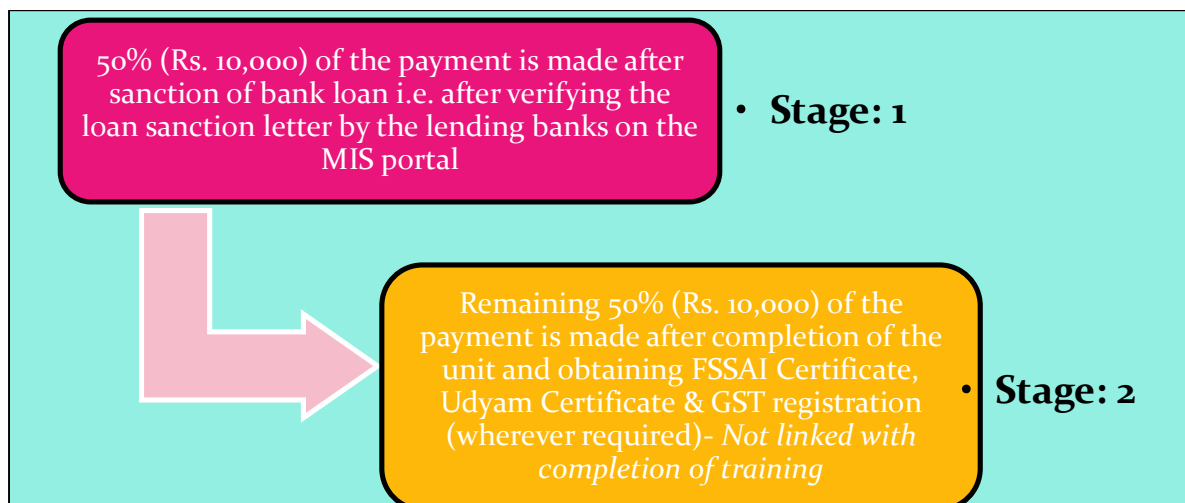 50% (Rs. 10,000) of the payment is made after
sanction of bank loan i.e. after verifying the
loan sanction letter by the lending banks on the
MIS portal
• Stage: 1
Remaining 50% (Rs. 10,000) of the
payment is made after completion of the
unit and obtaining FSSAI Certificate,
Udyam Certificate & GST registration
(wherever required)- Not linked with
completion of training
• Stage: 2